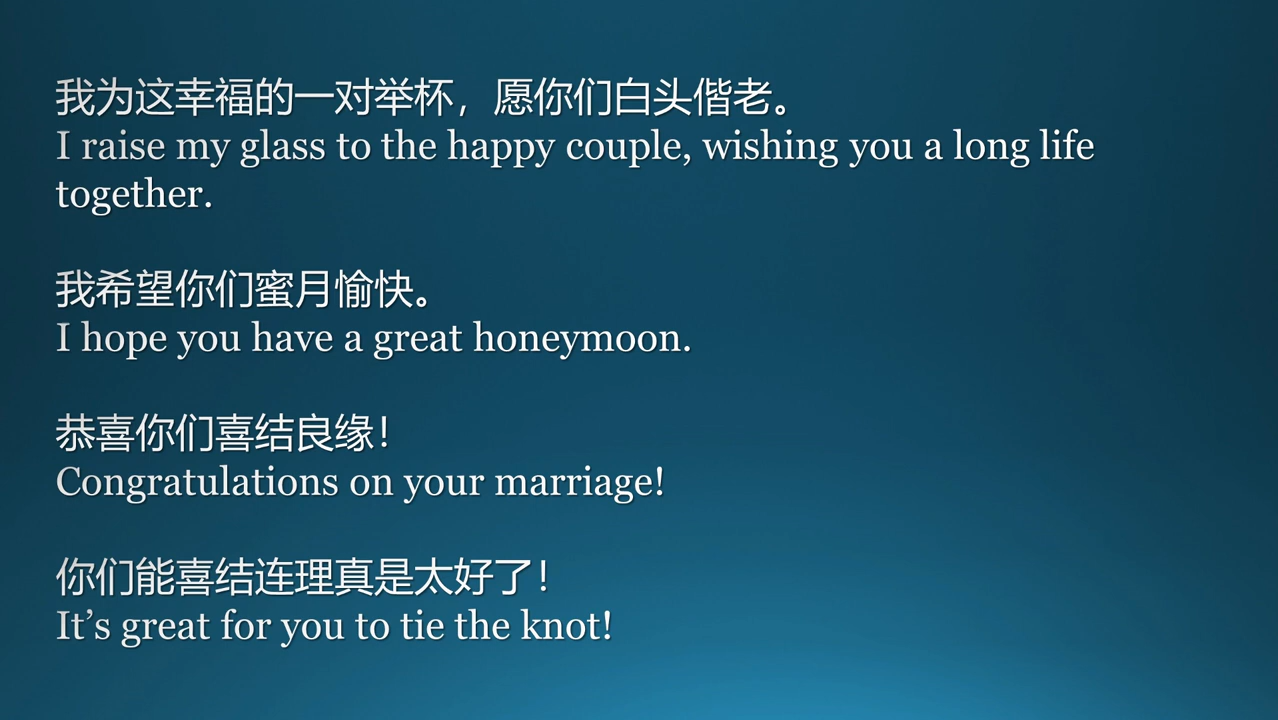 我为这幸福的一对举杯，愿你们白头偕老。
I raise my glass to the happy couple, wishing you a long life
together.
我希望你们蜜月愉快。
I hope you have a great honeymoon.
恭喜你们喜结良缘！
Congratulations on your marriage!
你们能喜结连理真是太好了！
It’s great for you to tie the knot!